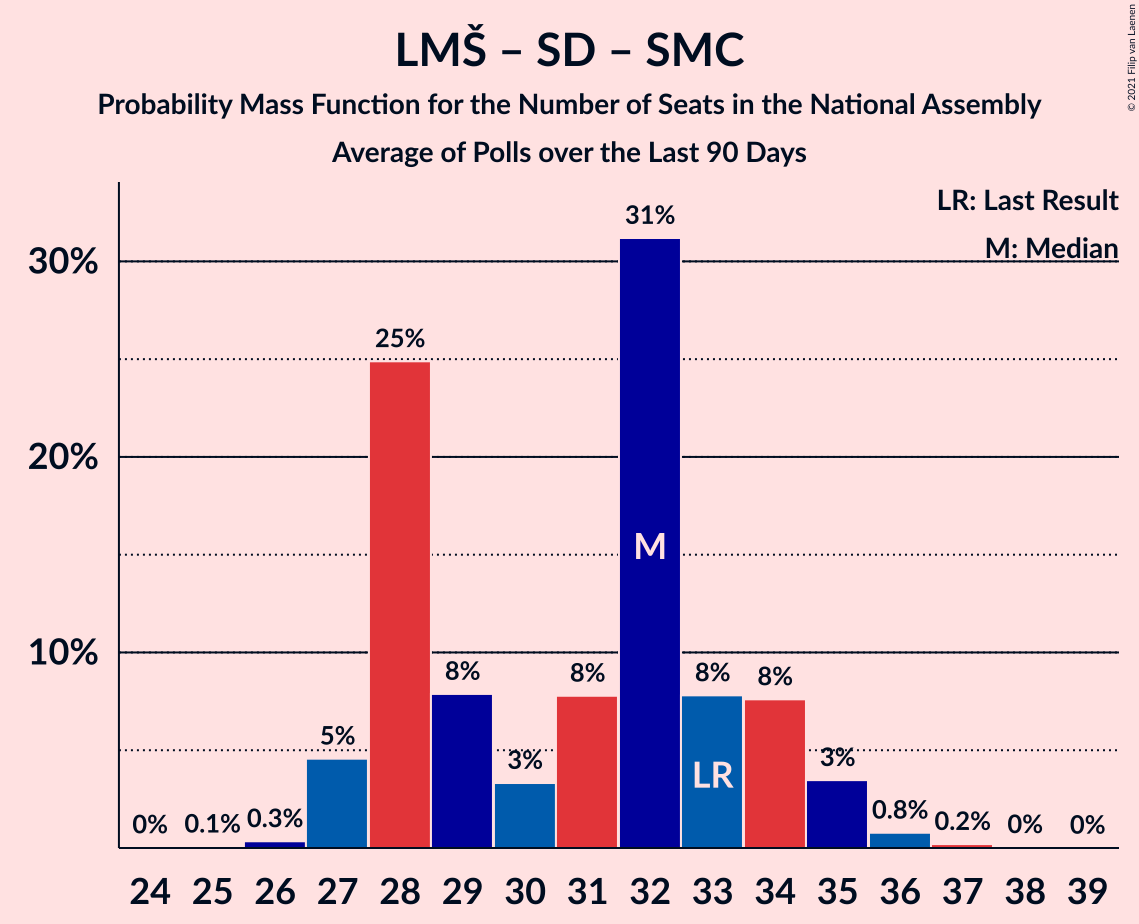 LMŠ – SD – SMC
Probability Mass Function for the Number of Seats in the National Assembly
Average of Polls over the Last 90 Days
© 2021 Filip van Laenen
LR: Last Result
M: Median
30%
20%
10%
0%
0.1%
0.3%
5%
25%
8%
3%
8%
31%
8%
8%
3%
0.8%
0.2%
0%
0%
M
LR
24 25 26 27 28 29 30 31 32 33 34 35 36 37 38 39